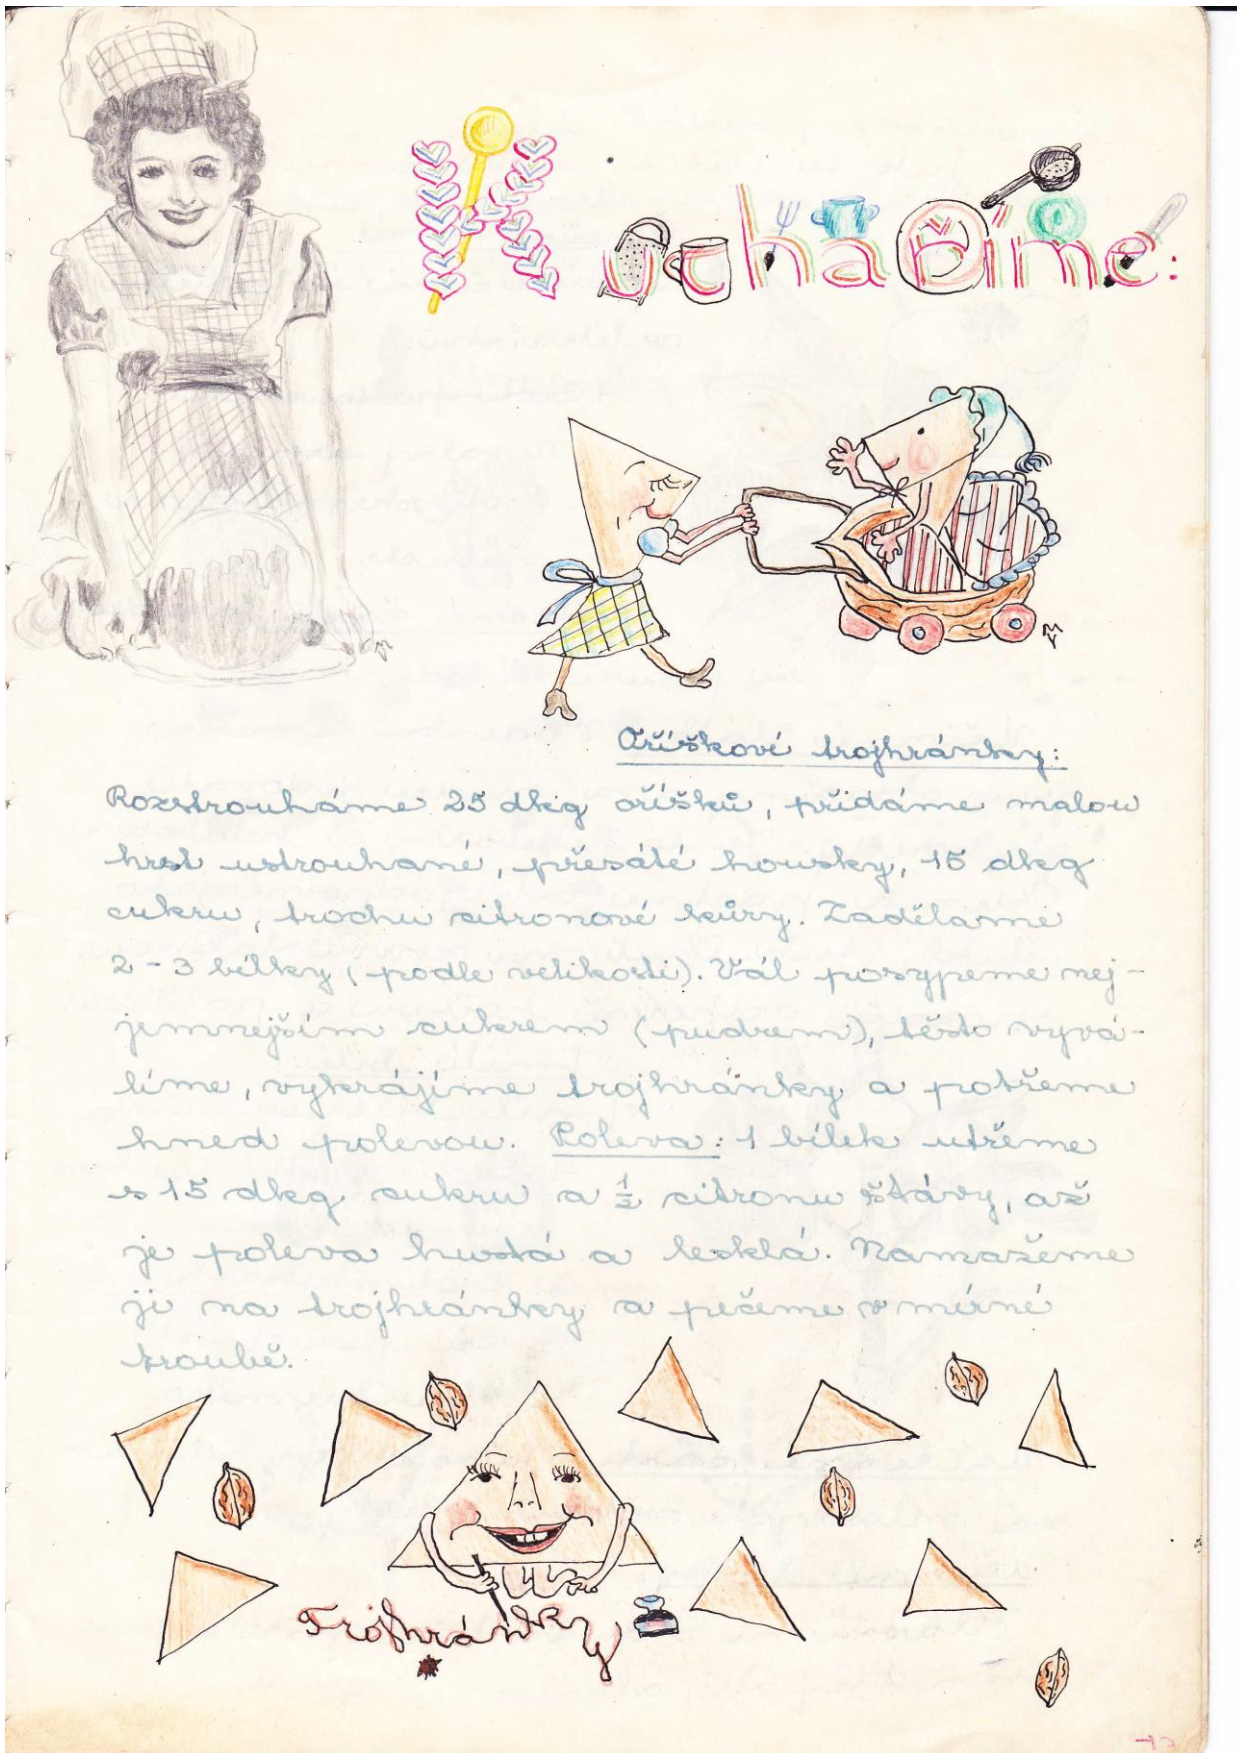 Kuchaříme:
Oříškové trojhránky:
Rozstrouháme 25 dkg oříšků, přidáme malou
hrst ustrouhané, přesáté housky, 15 dkg
cukru, trochu citronové kůry. Zaděláme
2-3 bílky (podle velikosti). Vál posypeme nej-
jemnejším cukrem (pudrem), těsto vyvá-
líme, vykrájíme trojhránky a potřeme
hned polevou. Poleva: 1 bílek utřeme
s 15 dkg cukru a ½ citronu štávy, až
je poleva hustá a lesklá. Namažeme
ji na trojhránky a pečeme v mírné
troubě.
Trojhránky